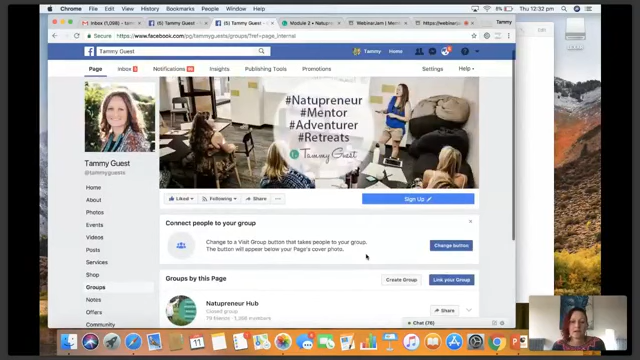 Chrome File Edit View History Bookmarks People Window Help
Tue 12:32 pm
Inbox (1,098)
(5) Tammy Guest
(5) Tammy Guest
Module 2 - Natup
WebinarJam | Mem
https://webinar
Tammy
Secure https://www.facebook.com/pg/tammyguests/groups/?ref=page_internal
Tammy Guest
Tammy Home
Page Inbox Notifications Insights Publishing Tools Promotions Settings Help
#Natupreneur
#Mentor
#Adventurer
#Retreats
Tammy Guest
Tammy Guest
@tammyguests
Liked Following Share ... Sign Up
Home
About
Photos
Events
Videos
Posts
Services
Shop
Groups
Notes
Offers
Community
Connect people to your group
Change to a Visit Group button that takes people to your group.
The button will appear below your Page's cover photo.
Change button
Groups by this Page
Create Group
Link your Group
Natupreneur Hub
Closed group
Share
Chat (76)